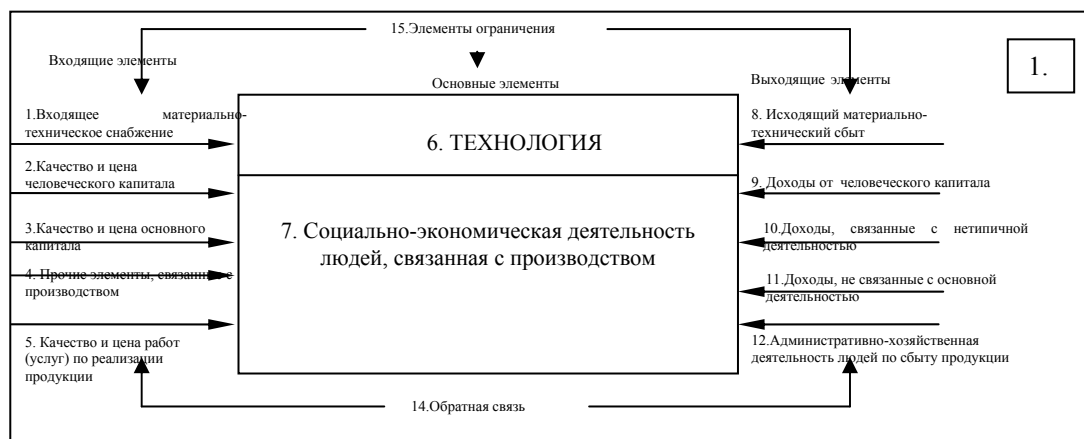 15.Элементы ограничения
Входящие элементы
Основные элементы
Выходящие элементы
1.
1.Входящее материально-
техническое снабжение
2.Качество и цена
человеческого капитала
3.Качество и цена основного
капитала
4. Прочие элементы, связанные с
производством
5. Качество и цена работ
(услуг) по реализации
продукции
6. ТЕХНОЛОГИЯ
7. Социально-экономическая деятельность
людей, связанная с производством
8. Исходящий материально-
технический сбыт
9. Доходы от человеческого капитала
10.Доходы, связанные с нетипичной
деятельностью
11.Доходы, не связанные с основной
деятельностью
12.Административно-хозяйственная
деятельность людей по сбыту продукции
14.Обратная связь